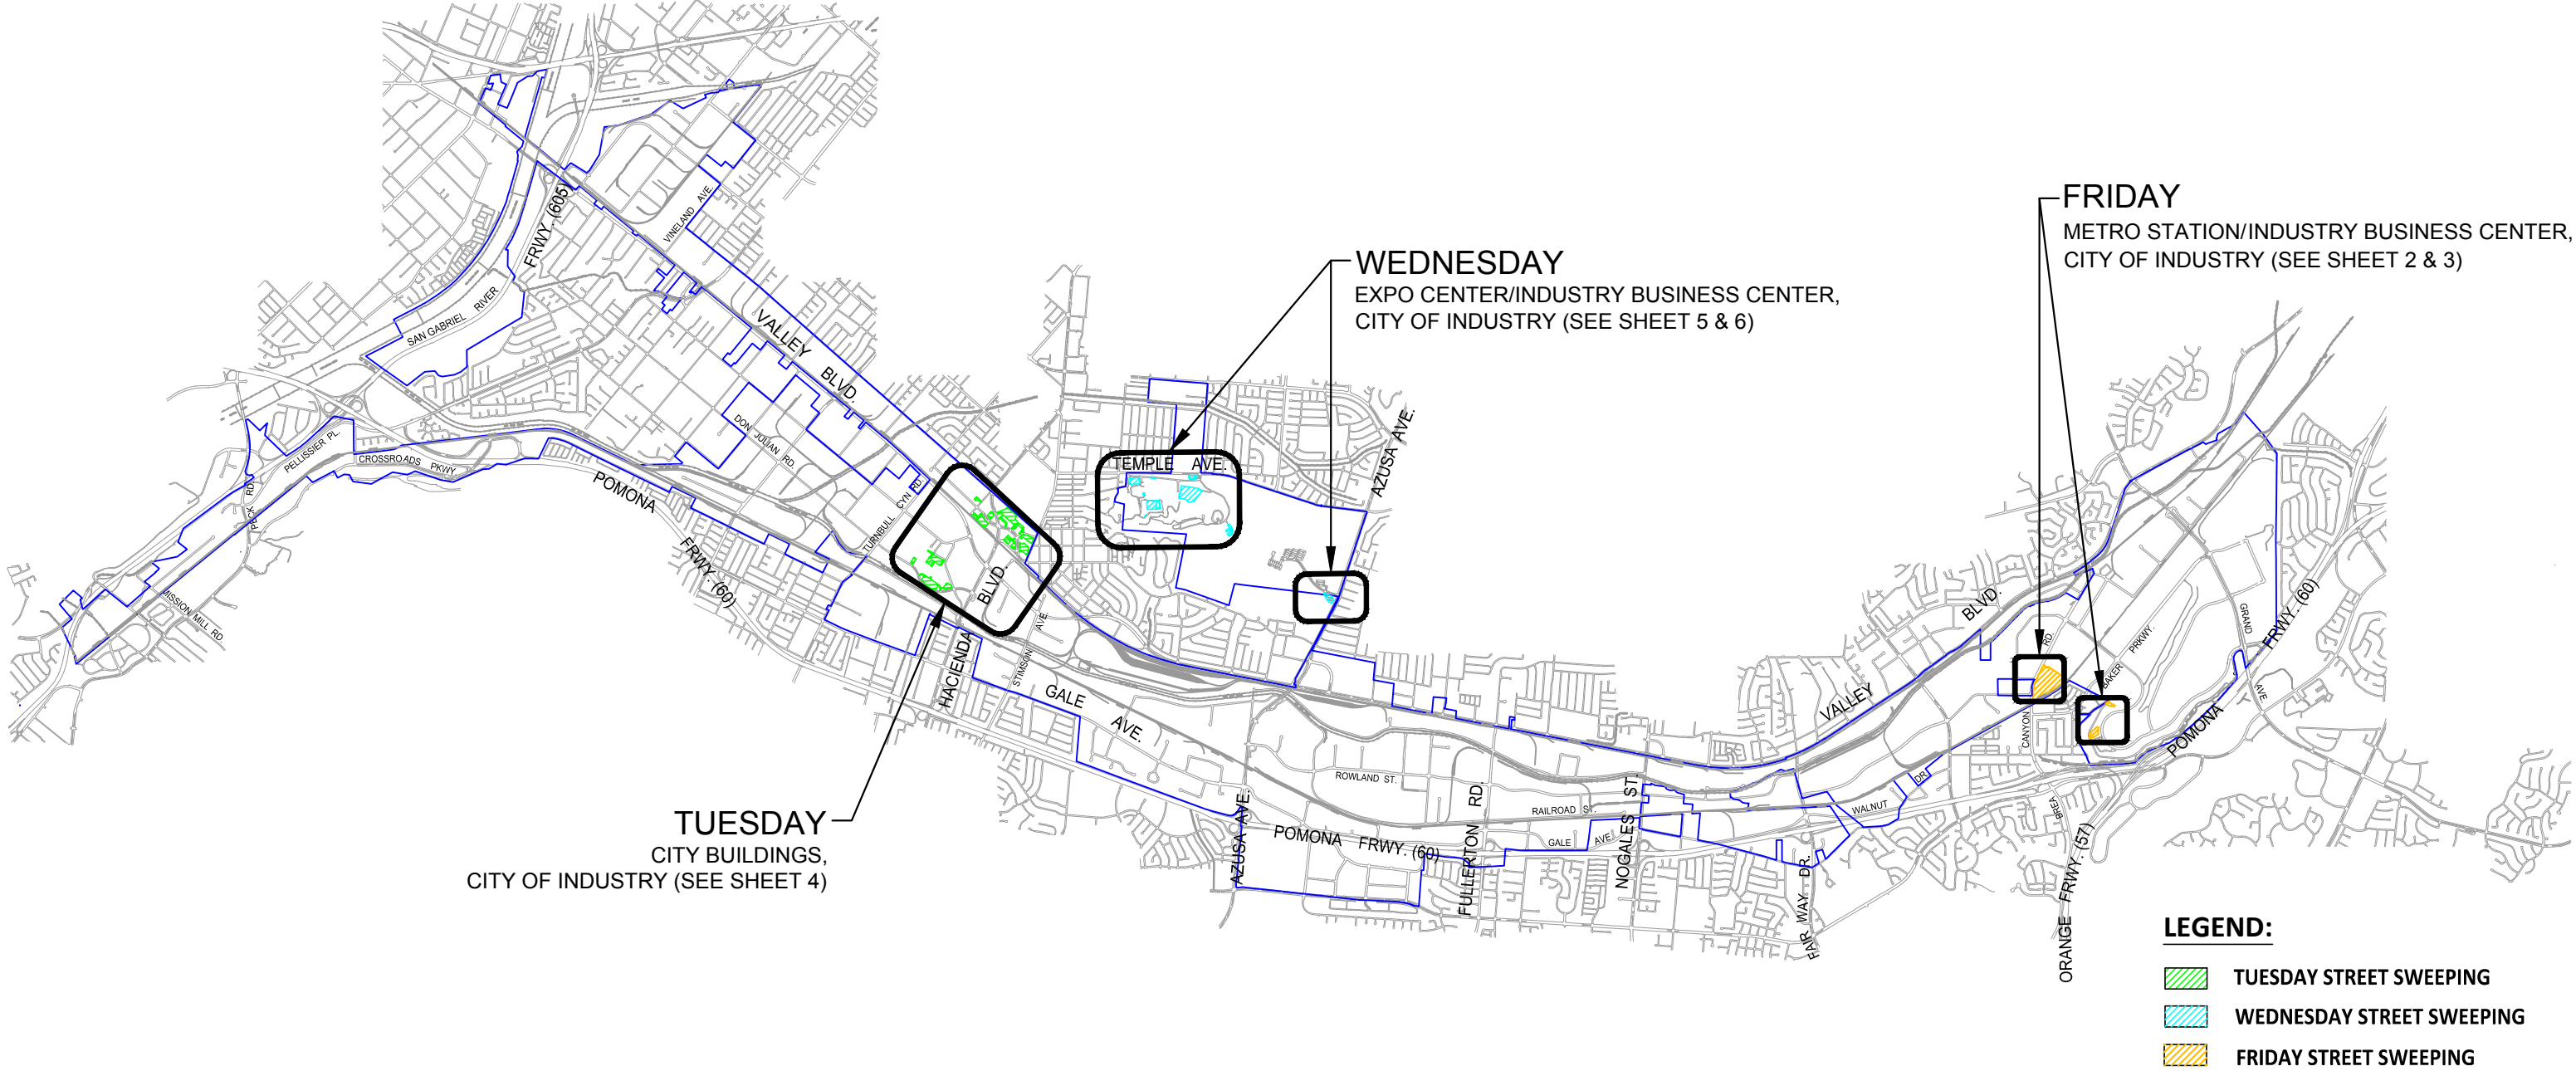 FRIDAY
METRO STATION/INDUSTRY BUSINESS CENTER,
CITY OF INDUSTRY (SEE SHEET 2 & 3)
WEDNESDAY
EXPO CENTER/INDUSTRY BUSINESS CENTER,
CITY OF INDUSTRY (SEE SHEET 5 & 6)
FRWY. (605)
VINELAND AVE.
SAN GABRIEL RIVER
VALLEY BLVD.
DON JULIAN RD.
PELLISSIER PL.
CROSSROADS PKWY
PECK RD.
MISSION MILL RD
POMONA FRWY. (60)
TURNBULL CYN RD.
TEMPLE AVE.
AZUSA AVE.
HACIENDA BLVD.
STIMSON AVE.
GALE AVE.
AZUSA AVE.
ROWLAND ST.
POMONA FRWY. (60)
FULLERTON RD.
RAILROAD ST.
GALE AVE.
NOGALES ST.
FAIR WAY DR.
VALLEY BLVD.
WALNUT DR.
BREA CANYON RD.
BAKER PRKWY.
GRAND AVE.
POMONA FRWY. (60)
ORANGE FRWY. (57)
TUESDAY
CITY BUILDINGS,
CITY OF INDUSTRY (SEE SHEET 4)
LEGEND:
TUESDAY STREET SWEEPING
WEDNESDAY STREET SWEEPING
FRIDAY STREET SWEEPING